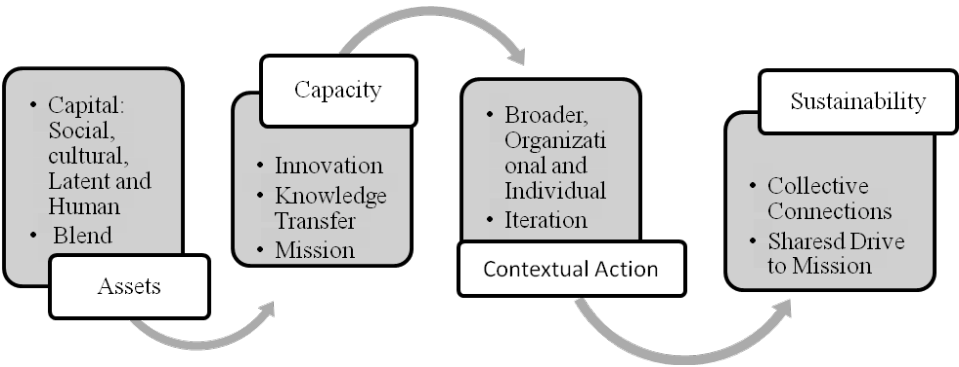 • Capital:
Social,
cultural,
Latent and
Human
• Blend
Assets
Capacity
• Innovation
• Knowledge
Transfer
• Mission
• Broader,
Organizati
onal and
Individual
• Iteration
Contextual Action
Sustainability
• Collective
Connections
• Sharesd Drive
to Mission